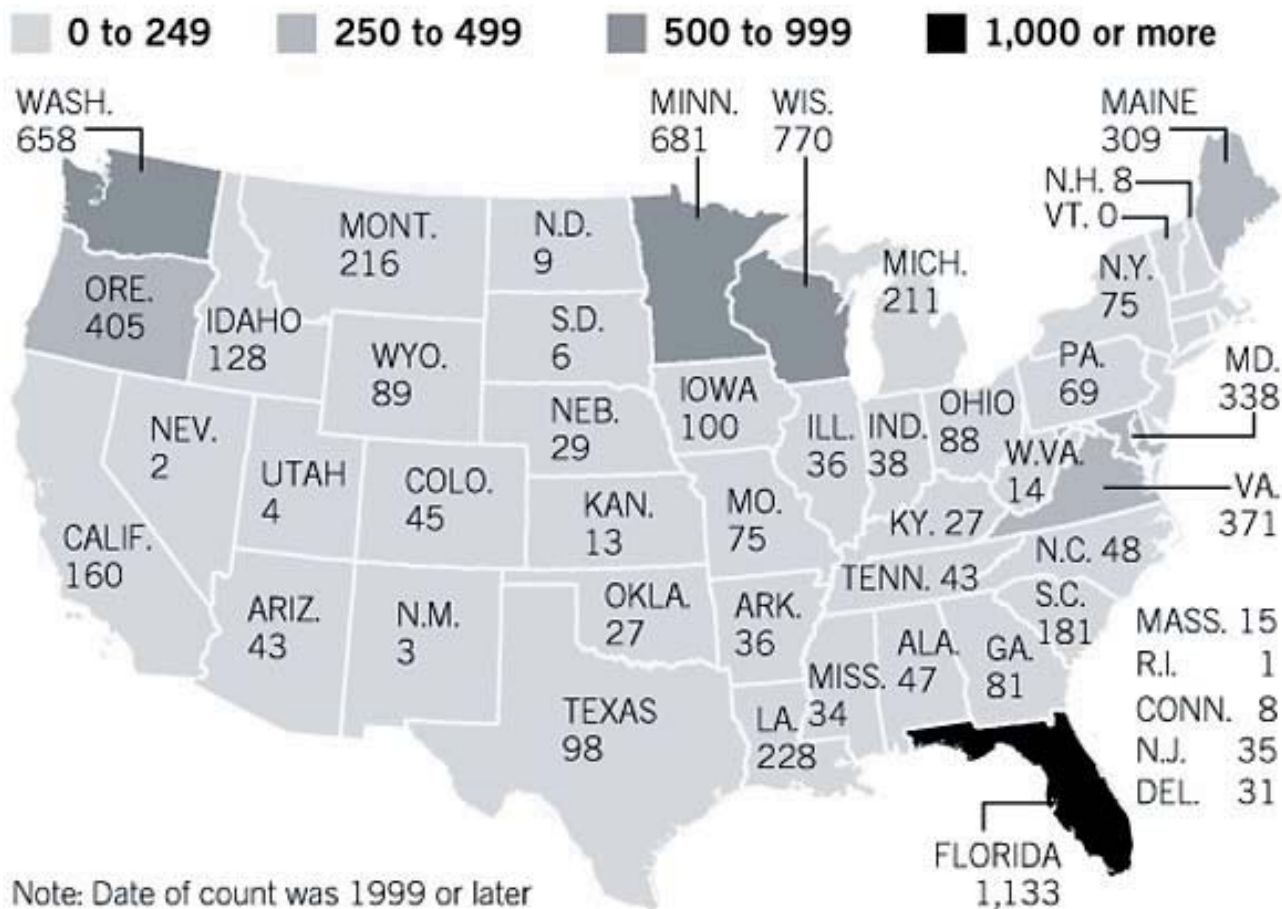 0 to 249 250 to 499 500 to 999 1,000 or more
WASH.
658
MINN.
681
WIS.
770
MAINE
309
N.H. 8
VT. 0
MONT.
216
N.D.
9
MICH.
211
N.Y.
75
ORE.
405
IDAHO
128
S.D.
6
WYO.
89
PA.
69
MD.
338
IOWA
100
NEB.
29
NEV.
2
ILL.
36
IND.
38
OHIO
88
W.VA.
14
VA.
371
UTAH
4
COLO.
45
KAN.
13
MO.
75
KY. 27
CALIF.
160
N.C. 48
TENN. 43
ARIZ.
43
N.M.
3
OKLA.
27
ARK.
36
S.C.
181
MISS.
34
ALA.
47
GA.
81
TEXAS
98
LA.
228
MASS. 15
R.I. 1
CONN. 8
N.J. 35
DEL. 31
FLORIDA
1,133
Note: Date of count was 1999 or later